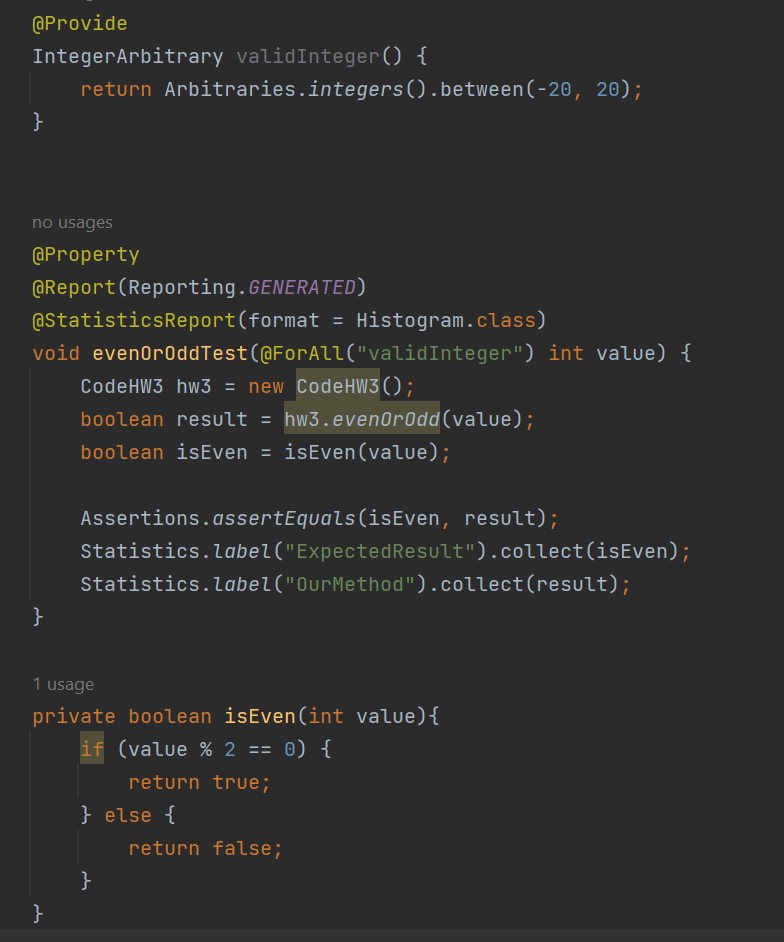 @Provide
IntegerArbitrary validInteger() {
    return Arbitraries.integers().between(-20, 20);
}
no usages
@Property
@Report(Reporting.GENERATED)
@StatisticsReport(format = Histogram.class)
void evenOrOddTest(@ForAll("validInteger") int value) {
    CodeHW3 hw3 = new CodeHW3();
    boolean result = hw3.evenOrOdd(value);
    boolean isEven = isEven(value);
    Assertions.assertEquals(isEven, result);
    Statistics.label("ExpectedResult").collect(isEven);
    Statistics.label("OurMethod").collect(result);
}
1 usage
private boolean isEven(int value){
    if (value % 2 == 0) {
        return true;
    } else {
        return false;
    }
}